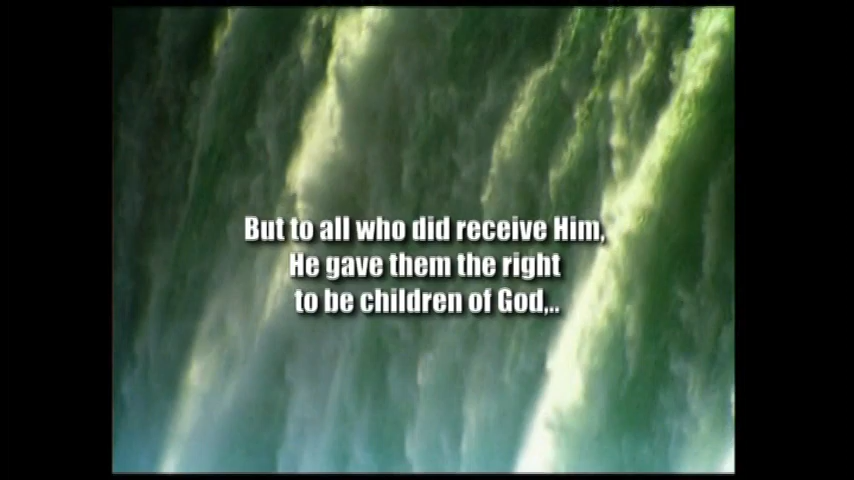 But to all who did receive Him,
He gave them the right
to be children of God,..